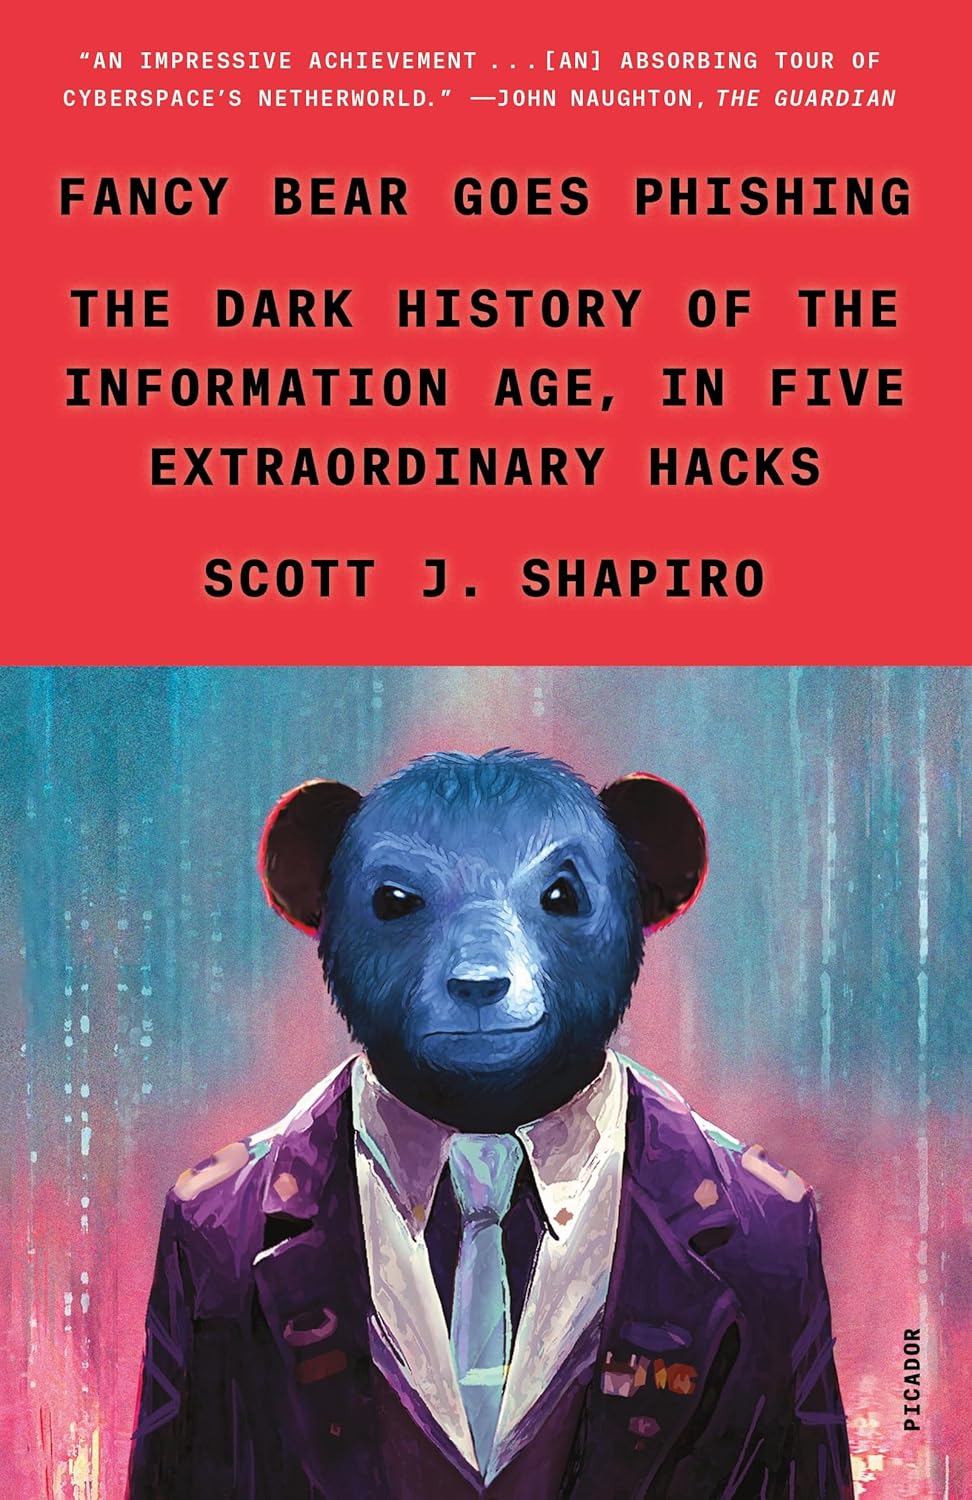 “AN IMPRESSIVE ACHIEVEMENT ...[AN] ABSORBING TOUR OF
CYBERSPACE’S NETHERWORLD.” —JOHN NAUGHTON, THE GUARDIAN
FANCY BEAR GOES PHISHING
THE DARK HISTORY OF THE
INFORMATION AGE, IN FIVE
EXTRAORDINARY HACKS
SCOTT J. SHAPIRO
PICADOR